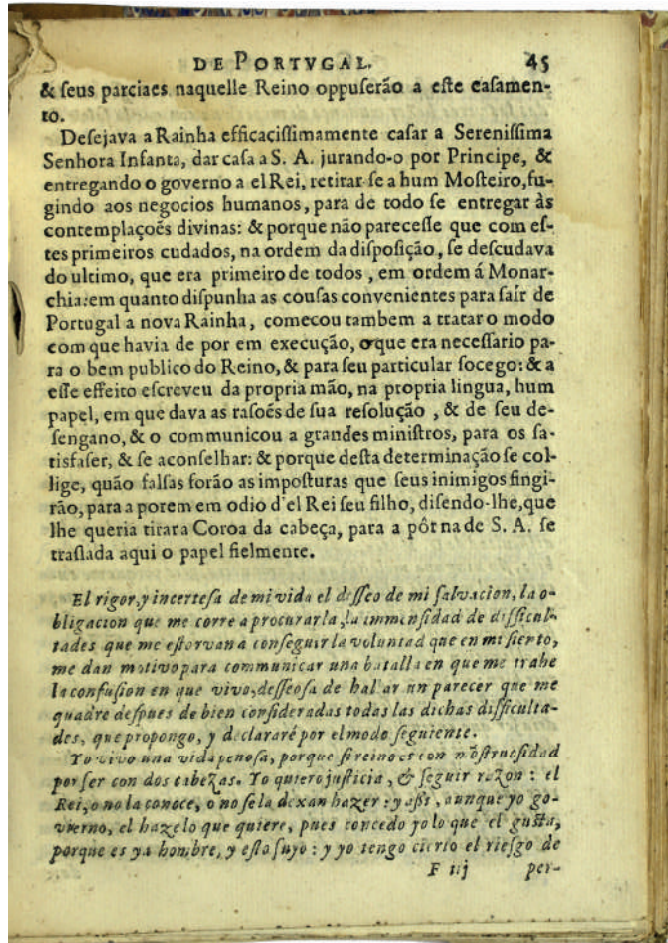 DE PORTVGAL. 45
& seus parciaes naquelle Reino oppuserão a este casamen-
to.
Desejava a Rainha efficacissimamente casar a Serenissima
Senhora Infanta, dar casa a S. A. jurando-o por Principe, &
entregando o governo a el Rei, retirar se a hum Mosteiro, fu-
gindo aos negocios humanos, para de todo se entregar às
contemplaçoẽs divinas: & porque não parecesse que com es-
tes primeiros cudados, na ordem da disposição, se descudava
do ultimo, que era primeiro de todos, em ordem á Monar-
chia: em quanto dispunha as cousas convenientes para sair de
Portugal a nova Rainha, comecou tambem a tratar o modo
com que havia de por em execução, o que era necessario pa-
ra o bem publico do Reino, & para seu particular socego: & a
esse effeito escreveu da propria mão, na propria lingua, hum
papel, em que dava as rasoẽs de sua resolução, & de seu de-
sengano, & o communicou a grandes ministros, para os sa-
tisfaser, & se aconselhar: & porque desta determinação se col-
lige, quão falsas forão as imposturas que seus inimigos fingi-
rão, para a porem em odio d'el Rei seu filho, disendo-lhe, que
lhe queria tirar a Coroa da cabeça, para a pôr na de S. A. se
traslada aqui o papel fielmente.
El rigor, y incertesa de mi vida el desseo de mi salvacion, la o-
bligacion que me corre a procurarla, la immensidad de difficul-
tades que me estorvan a conseguir la voluntad que en mi siento,
me dan motivo para communicar una batalla en que me trahe
la confusion en que vivo, desseosa de hallar un parecer que me
quadre despues de bien consideradas todas las dichas difficulta-
des, que propongo, y declararé por el modo seguiente.
Yo vivo una vida penosa, porque si reino es con
por ser con dos cabezas. Yo quiero justicia, & seguir razon: el
Rei, o no la conoce, o no se la dexan hazer: y assi, aunque yo go-
vierno, el haze lo que quiere, pues concedo yo lo que el gusta,
porque es ya hombre, y esto suyo: y yo tengo cierto el riesgo de
F iij per-